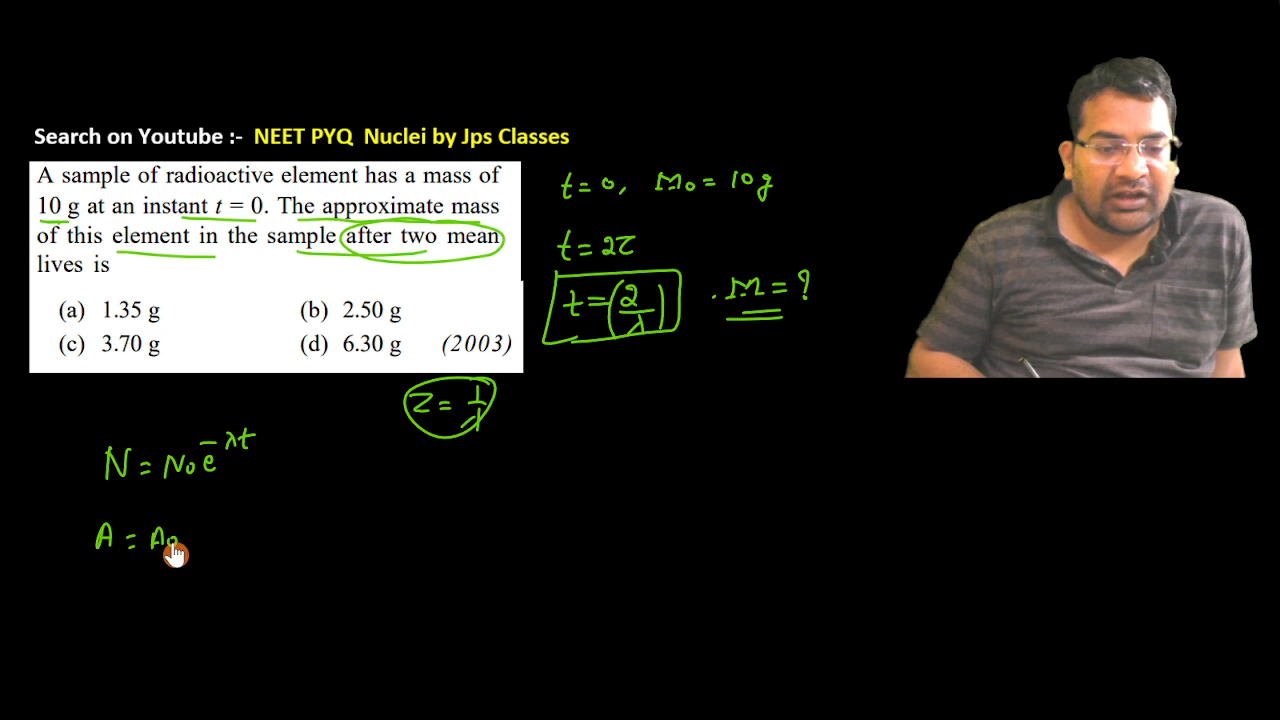 Search on Youtube :- NEET PYQ Nuclei by Jps Classes
A sample of radioactive element has a mass of
10 g at an instant t = 0. The approximate mass
of this element in the sample after two mean
lives is
(a) 1.35 g (b) 2.50 g
(c) 3.70 g (d) 6.30 g (2003)
t = 0, M₀ = 10g
t = 2τ
t = (2/λ) . M = ?
τ = 1/λ
N = N₀ e^-λt
A = A₀